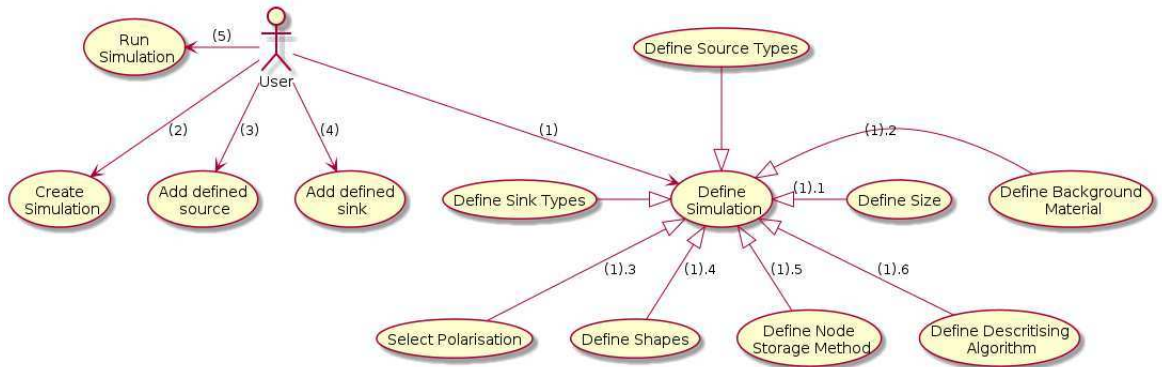 Run
Simulation
(5)
User
Define Source Types
(2)
(3)
(4)
(1)
(1).2
Create
Simulation
Add defined
source
Add defined
sink
Define Sink Types
Define
Simulation
(1).1
Define Size
Define Background
Material
(1).3
(1).4
(1).5
(1).6
Select Polarisation
Define Shapes
Define Node
Storage Method
Define Descritising
Algorithm